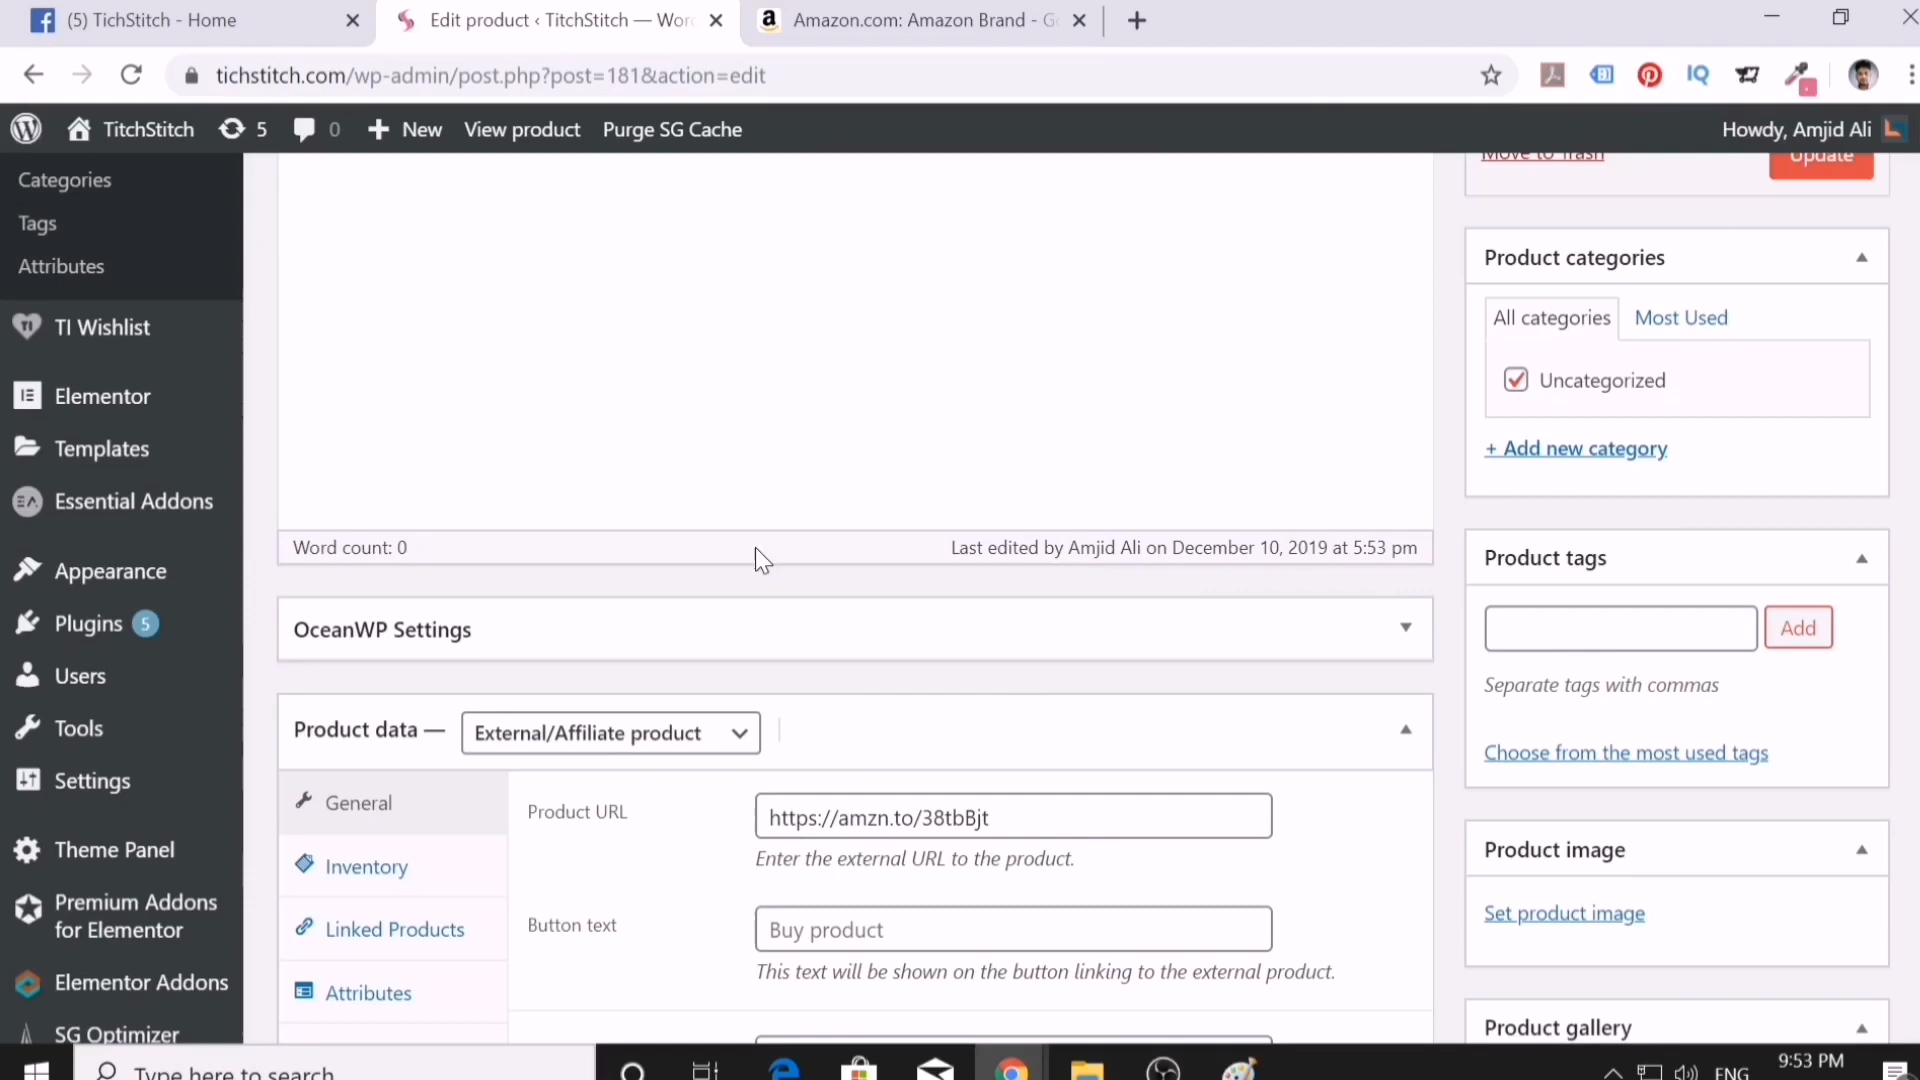 (5) TichStitch - Home
Edit product ‹ TitchStitch — Wor
Amazon.com: Amazon Brand - Go
tichstitch.com/wp-admin/post.php?post=181&action=edit
TitchStitch
5
0
New
View product
Purge SG Cache
Howdy, Amjid Ali
Categories
Tags
Attributes
TI Wishlist
Elementor
Templates
Essential Addons
Appearance
Plugins 5
Users
Tools
Settings
Theme Panel
Premium Addons
for Elementor
Elementor Addons
SG Optimizer
Word count: 0
Last edited by Amjid Ali on December 10, 2019 at 5:53 pm
OceanWP Settings
Product data —
External/Affiliate product
General
Inventory
Linked Products
Attributes
Product URL
https://amzn.to/38tbBjt
Enter the external URL to the product.
Button text
Buy product
This text will be shown on the button linking to the external product.
Move to Trash
Update
Product categories
All categories
Most Used
Uncategorized
+ Add new category
Product tags
Add
Separate tags with commas
Choose from the most used tags
Product image
Set product image
Product gallery
Type here to search
ENG
9:53 PM